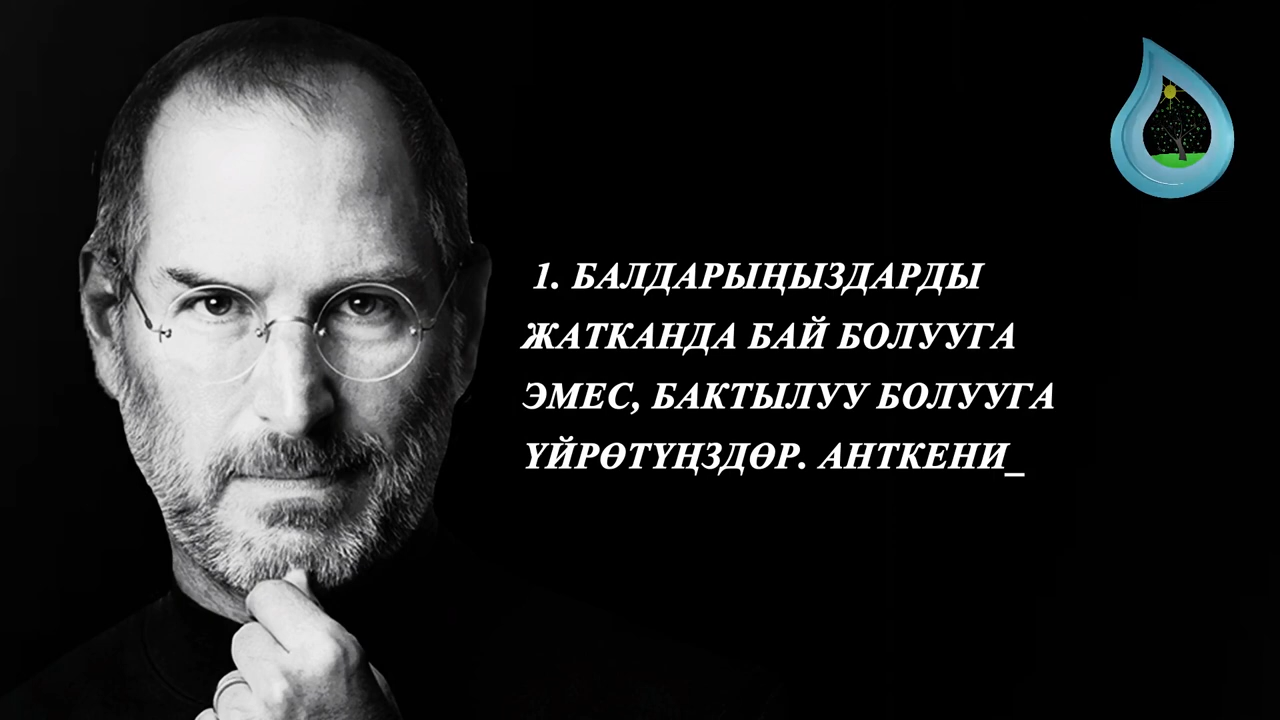 1. БАЛДАРЫҢЫЗДАРДЫ
ЖАТКАНДА БАЙ БОЛУУГА
ЭМЕС, БАКТЫЛУУ БОЛУУГА
ҮЙРӨТҮҢЗДӨР. АНТКЕНИ_